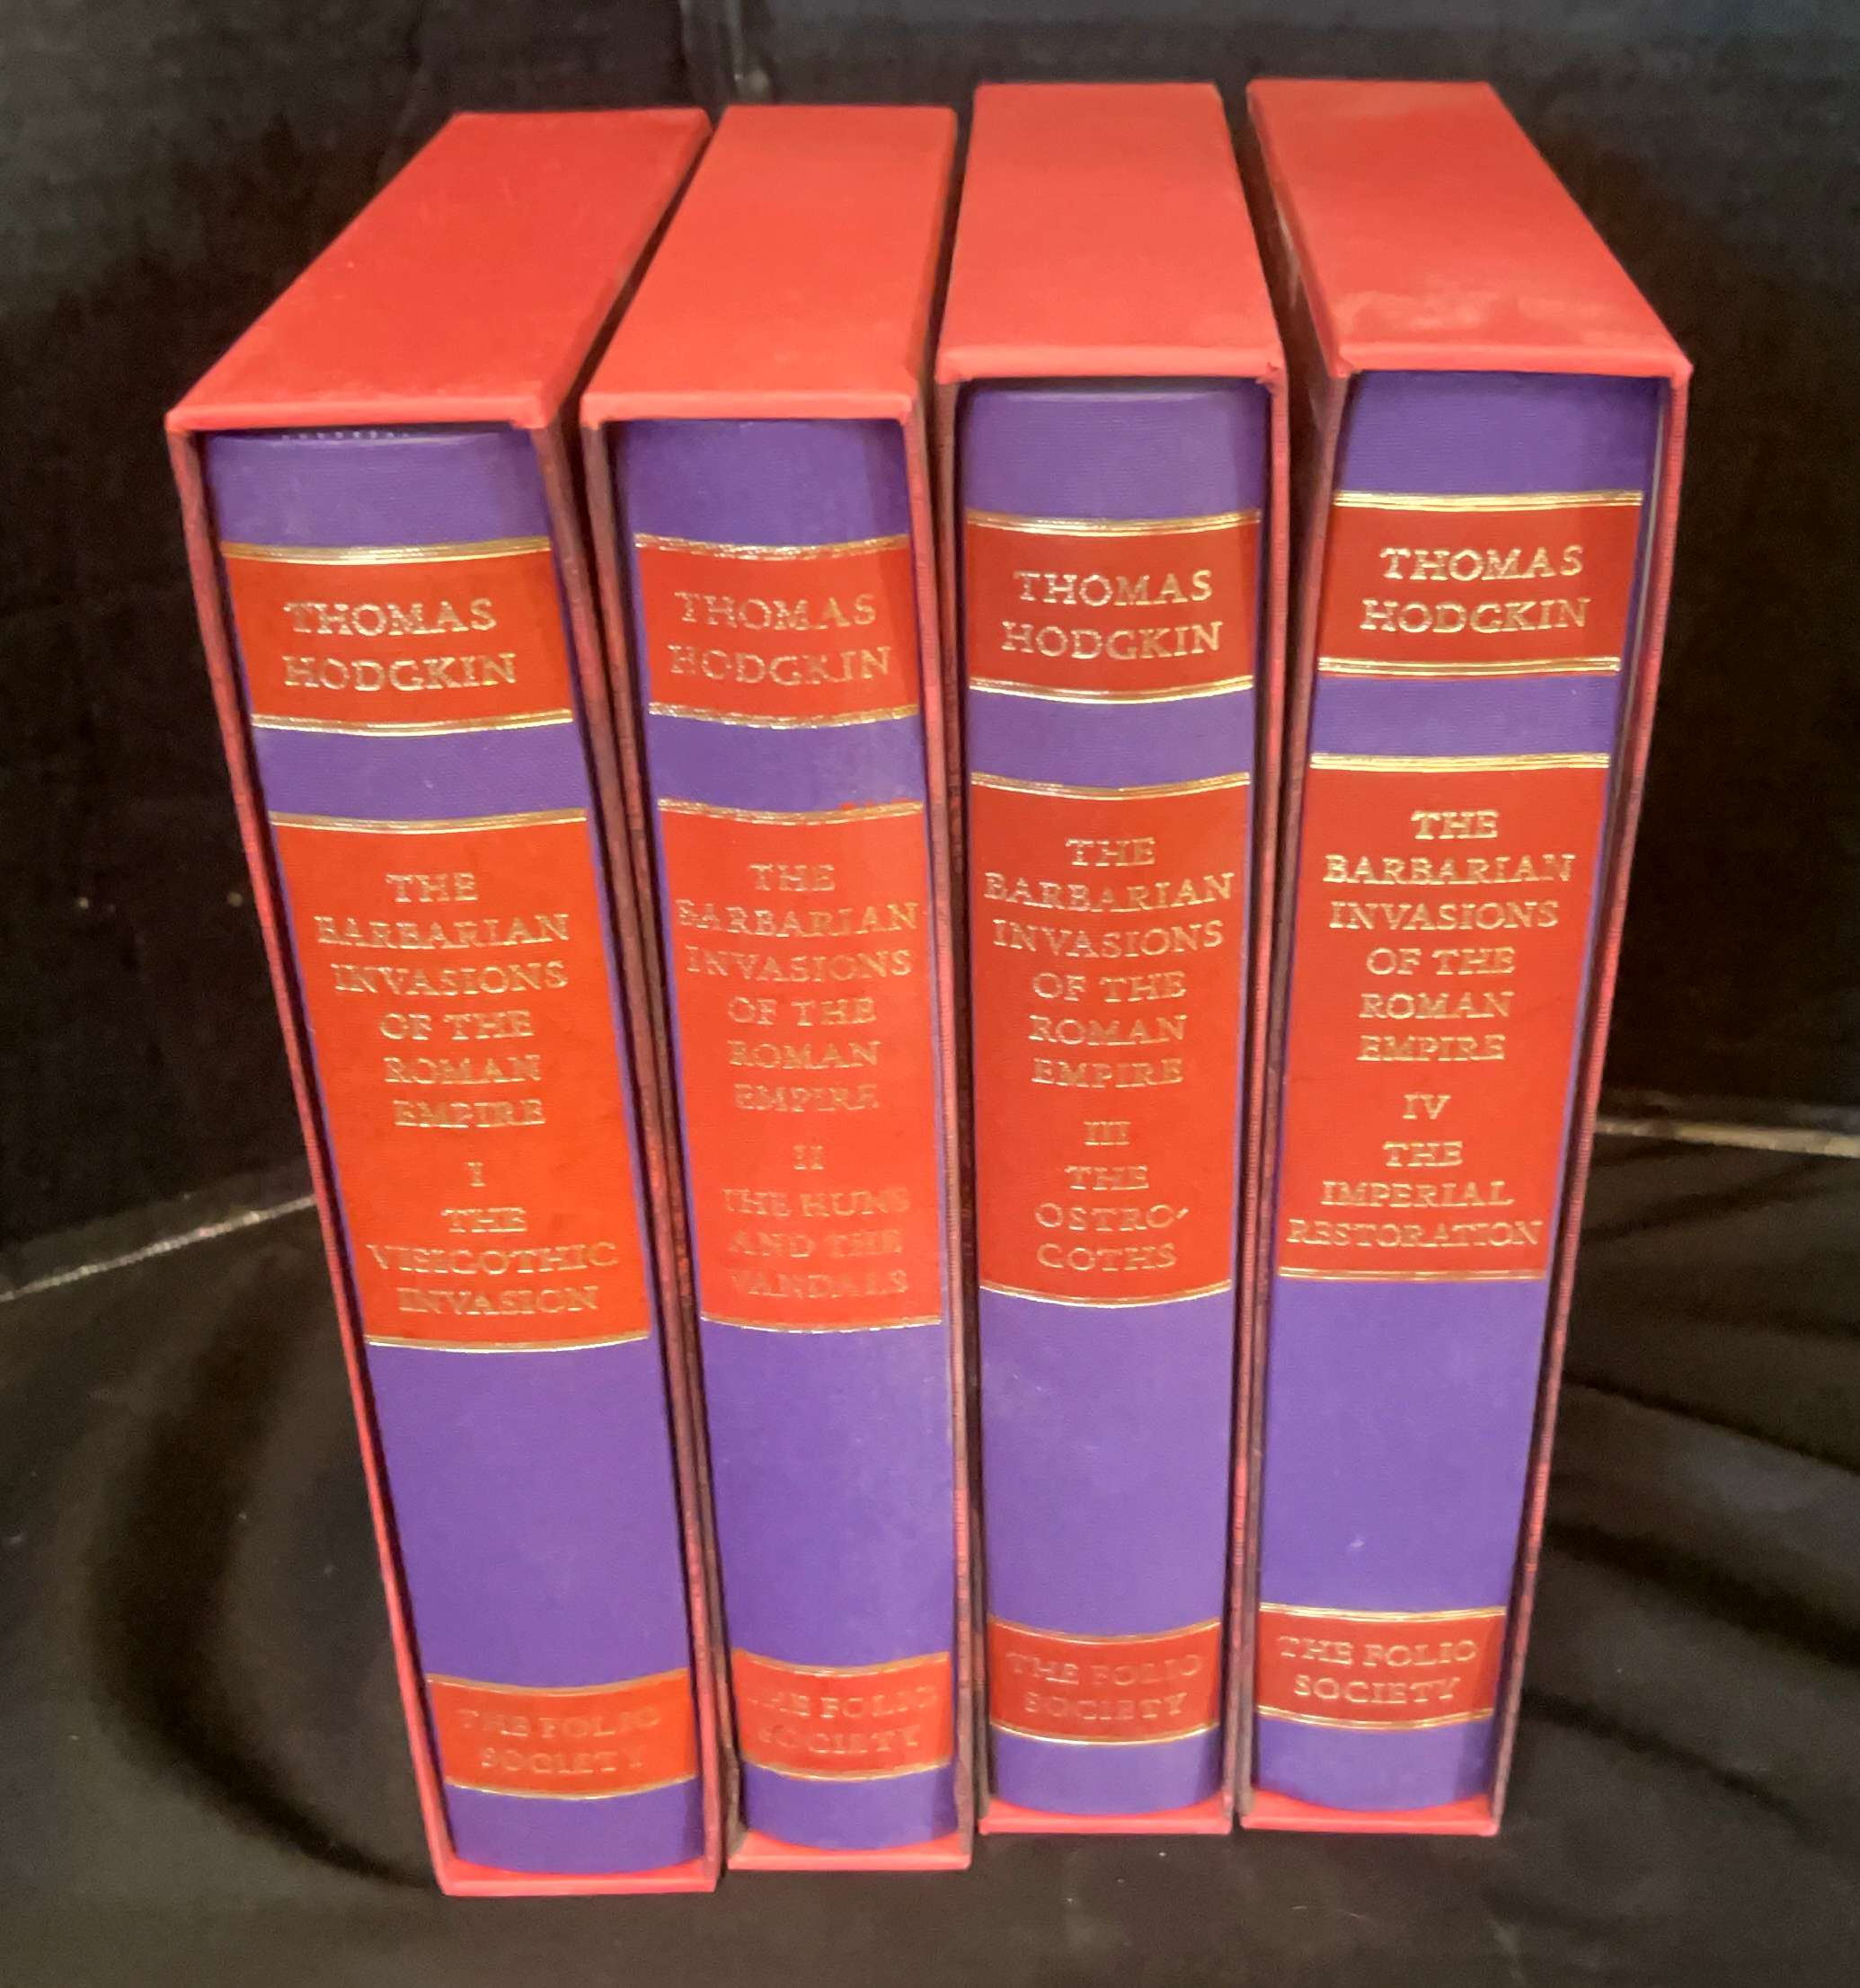 THOMAS
HODGKIN
THE
BARBARIAN
INVASIONS
OF THE
ROMAN
EMPIRE
I
THE
VISIGOTHIC
INVASION
THE FOLIO
SOCIETY
THOMAS
HODGKIN
THE
BARBARIAN
INVASIONS
OF THE
ROMAN
EMPIRE
II
THE HUNS
AND THE
VANDALS
THE FOLIO
SOCIETY
THOMAS
HODGKIN
THE
BARBARIAN
INVASIONS
OF THE
ROMAN
EMPIRE
III
THE
OSTRO-
GOTHS
THE FOLIO
SOCIETY
THOMAS
HODGKIN
THE
BARBARIAN
INVASIONS
OF THE
ROMAN
EMPIRE
IV
THE
IMPERIAL
RESTORATION
THE FOLIO
SOCIETY